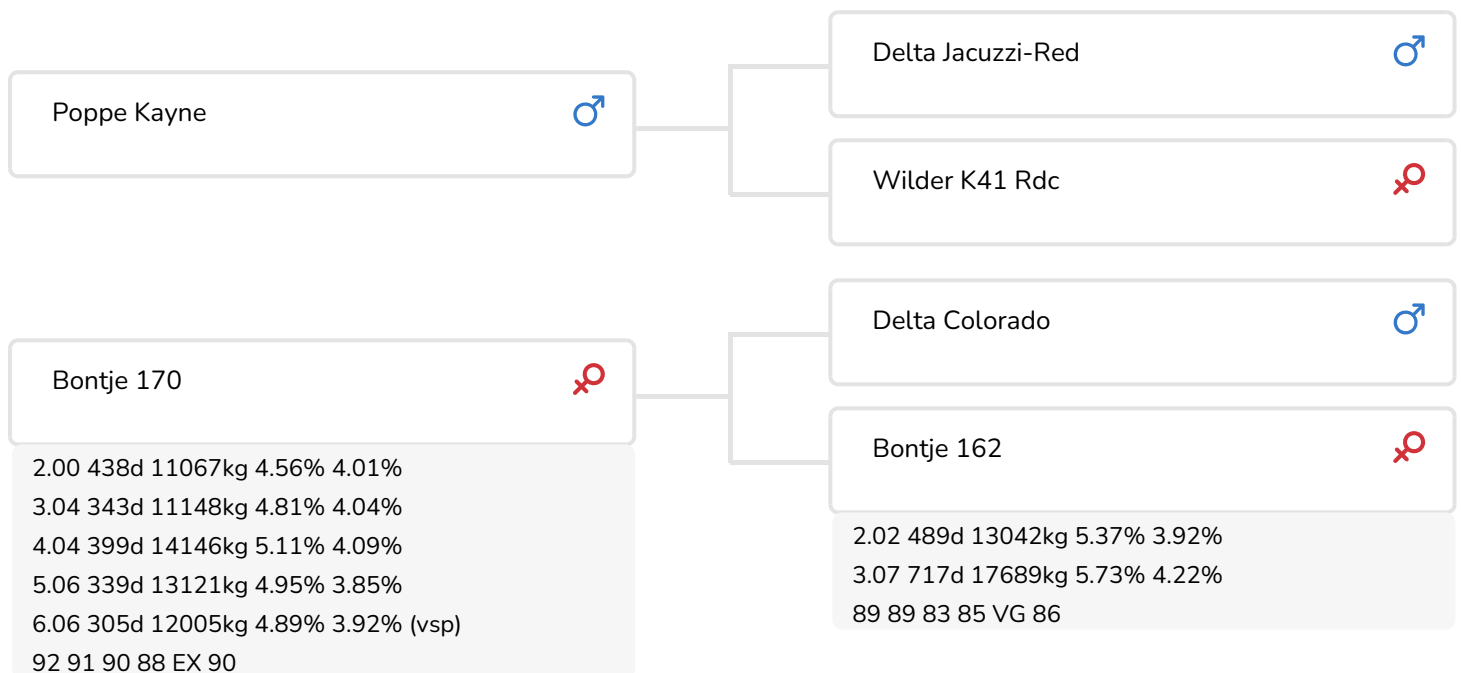 Poppe Kayne
Delta Jacuzzi-Red
Wilder K41 Rdc
Bontje 170
2.00 438d 11067kg 4.56% 4.01%
3.04 343d 11148kg 4.81% 4.04%
4.04 399d 14146kg 5.11% 4.09%
5.06 339d 13121kg 4.95% 3.85%
6.06 305d 12005kg 4.89% 3.92% (vsp)
92 91 90 88 EX 90
Delta Colorado
Bontje 162
2.02 489d 13042kg 5.37% 3.92%
3.07 717d 17689kg 5.73% 4.22%
89 89 83 85 VG 86